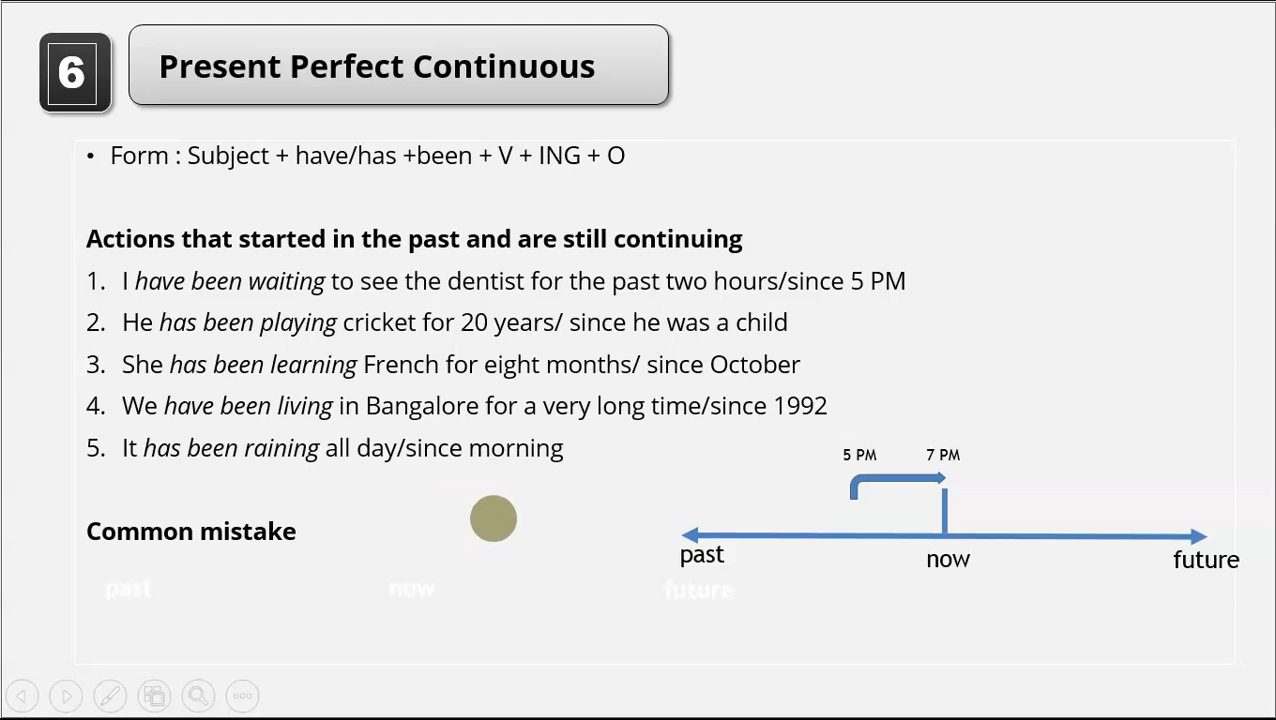 6
Present Perfect Continuous
• Form : Subject + have/has +been + V + ING + O
Actions that started in the past and are still continuing
1. I have been waiting to see the dentist for the past two hours/since 5 PM
2. He has been playing cricket for 20 years/ since he was a child
3. She has been learning French for eight months/ since October
4. We have been living in Bangalore for a very long time/since 1992
5. It has been raining all day/since morning
5 PM 7 PM
Common mistake
past now future
past now future